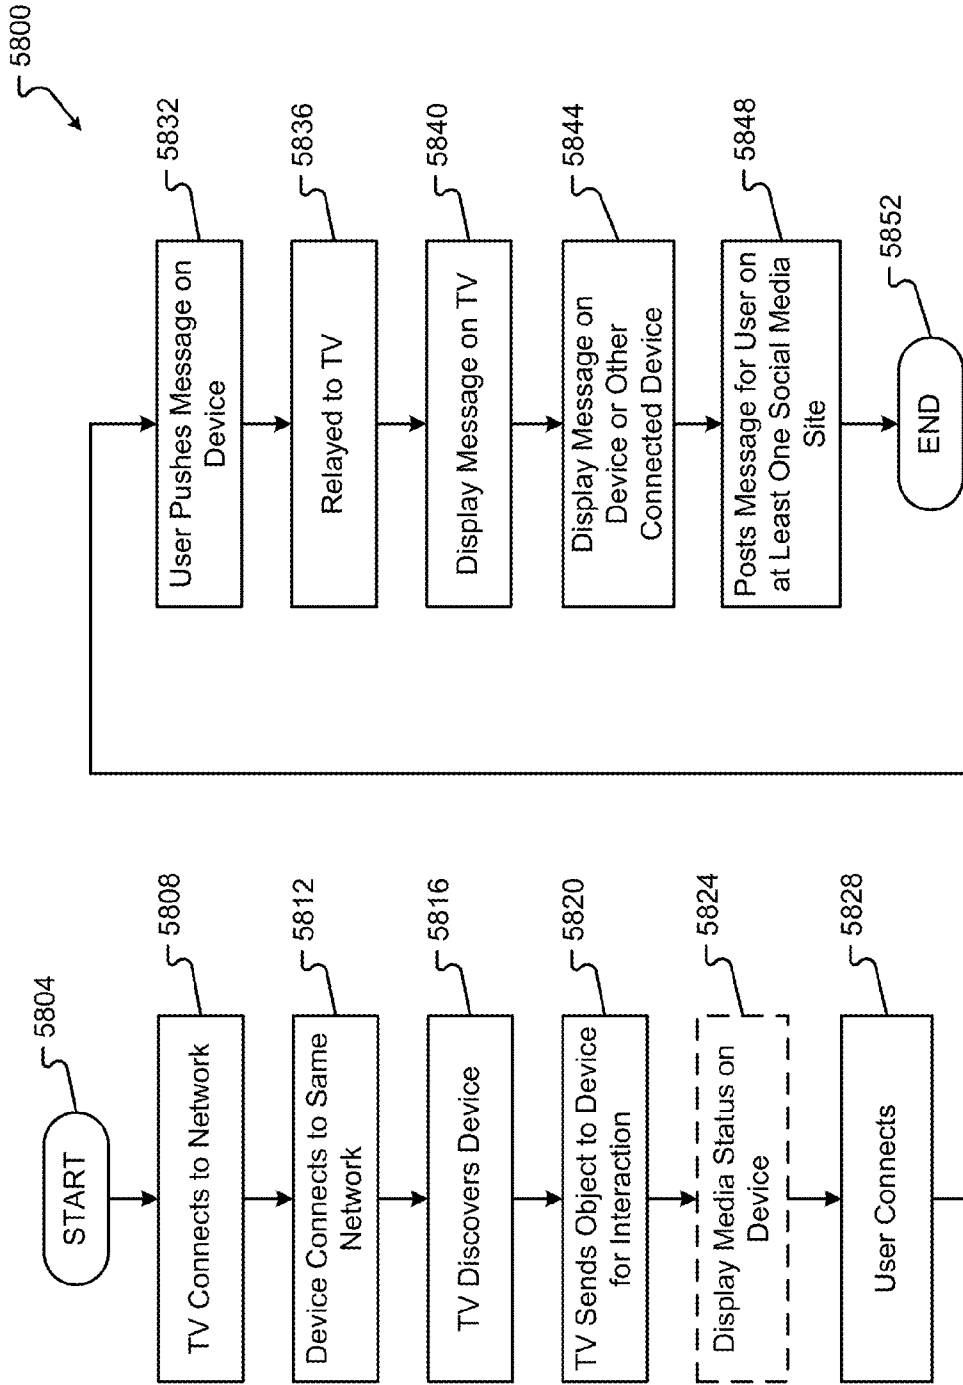 5800
START
5804
TV Connects to Network
5808
Device Connects to Same
Network
5812
TV Discovers Device
5816
TV Sends Object to Device
for Interaction
5820
Display Media Status on
Device
5824
User Connects
5828
User Pushes Message on
Device
5832
Relayed to TV
5836
Display Message on TV
5840
Display Message on
Device or Other
Connected Device
5844
Posts Message for User on
at Least One Social Media
Site
5848
END
5852